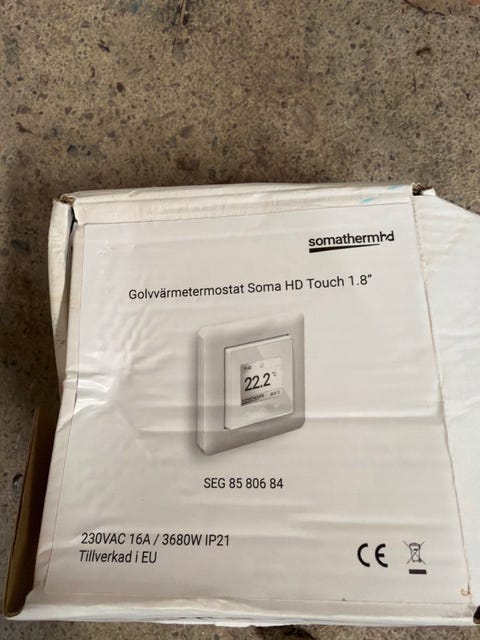 somathermhd
Golvvärmetermostat Soma HD Touch 1.8”
22.2 °C
SEG 85 806 84
230VAC 16A / 3680W IP21
Tillverkad i EU
CE